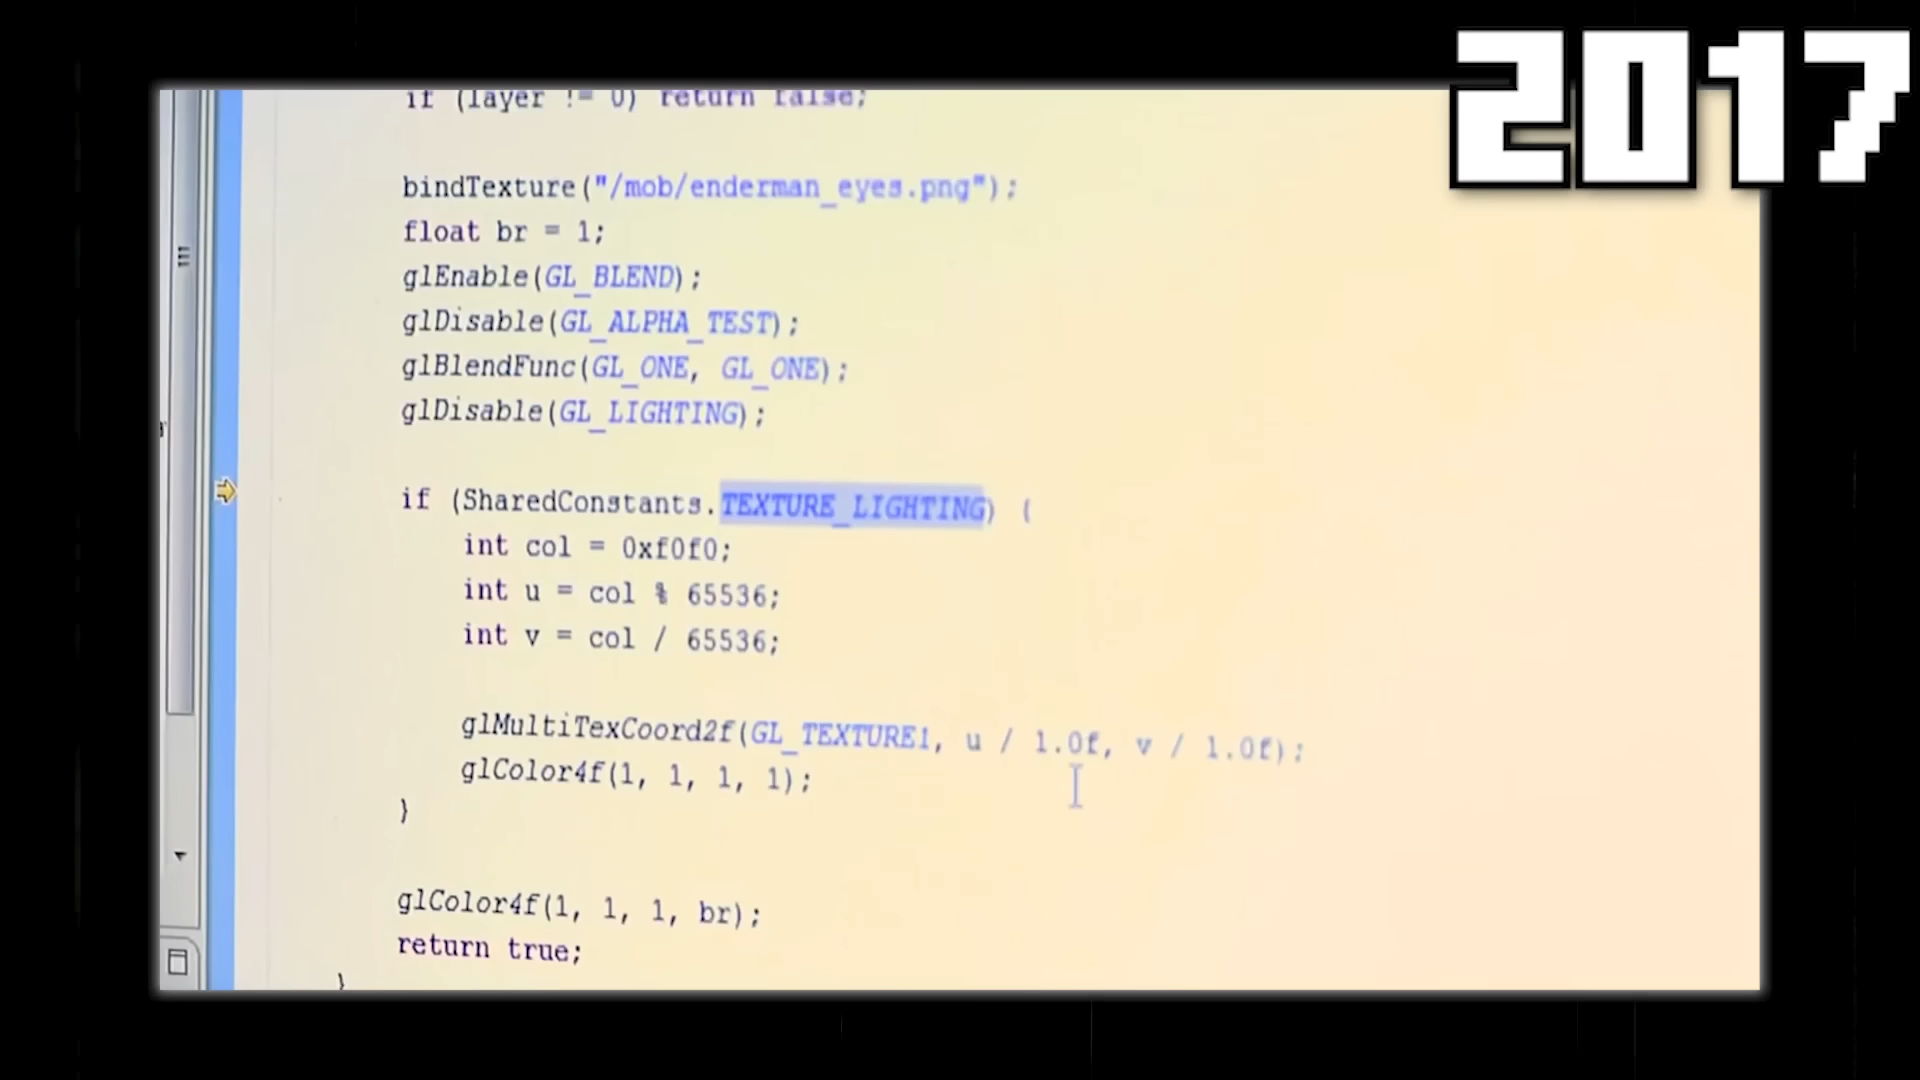 2017
if (layer != 0) return false;
bindTexture("/mob/enderman_eyes.png");
float br = 1;
glEnable(GL_BLEND);
glDisable(GL_ALPHA_TEST);
glBlendFunc(GL_ONE, GL_ONE);
glDisable(GL_LIGHTING);
if (SharedConstants.TEXTURE_LIGHTING) {
int col = 0xf0f0;
int u = col % 65536;
int v = col / 65536;
glMultiTexCoord2f(GL_TEXTURE1, u / 1.0f, v / 1.0f);
glColor4f(1, 1, 1, 1);
}
glColor4f(1, 1, 1, br);
return true;
}